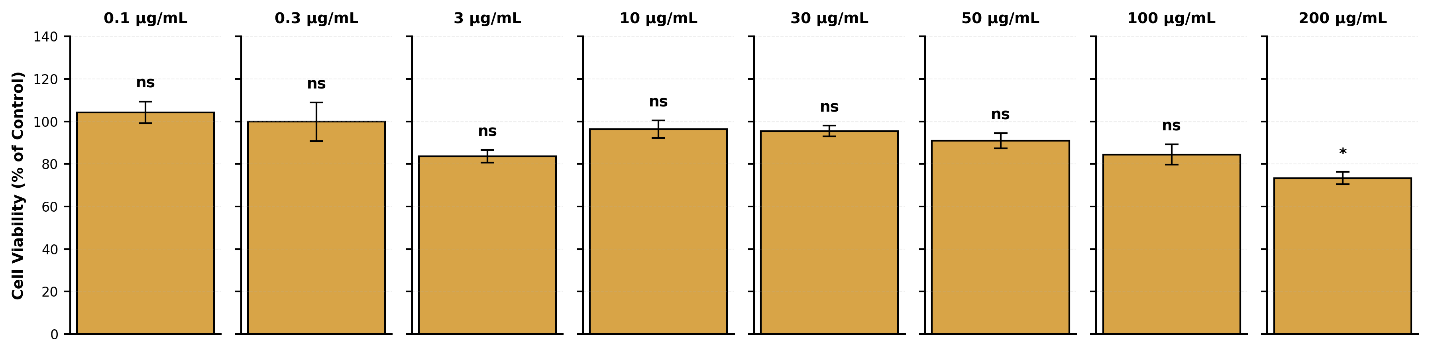 0.1 µg/mL
0.3 µg/mL
3 µg/mL
10 µg/mL
30 µg/mL
50 µg/mL
100 µg/mL
200 µg/mL
Cell Viability (% of Control)
140
120
100
80
60
40
20
0
ns
ns
ns
ns
ns
ns
ns
*